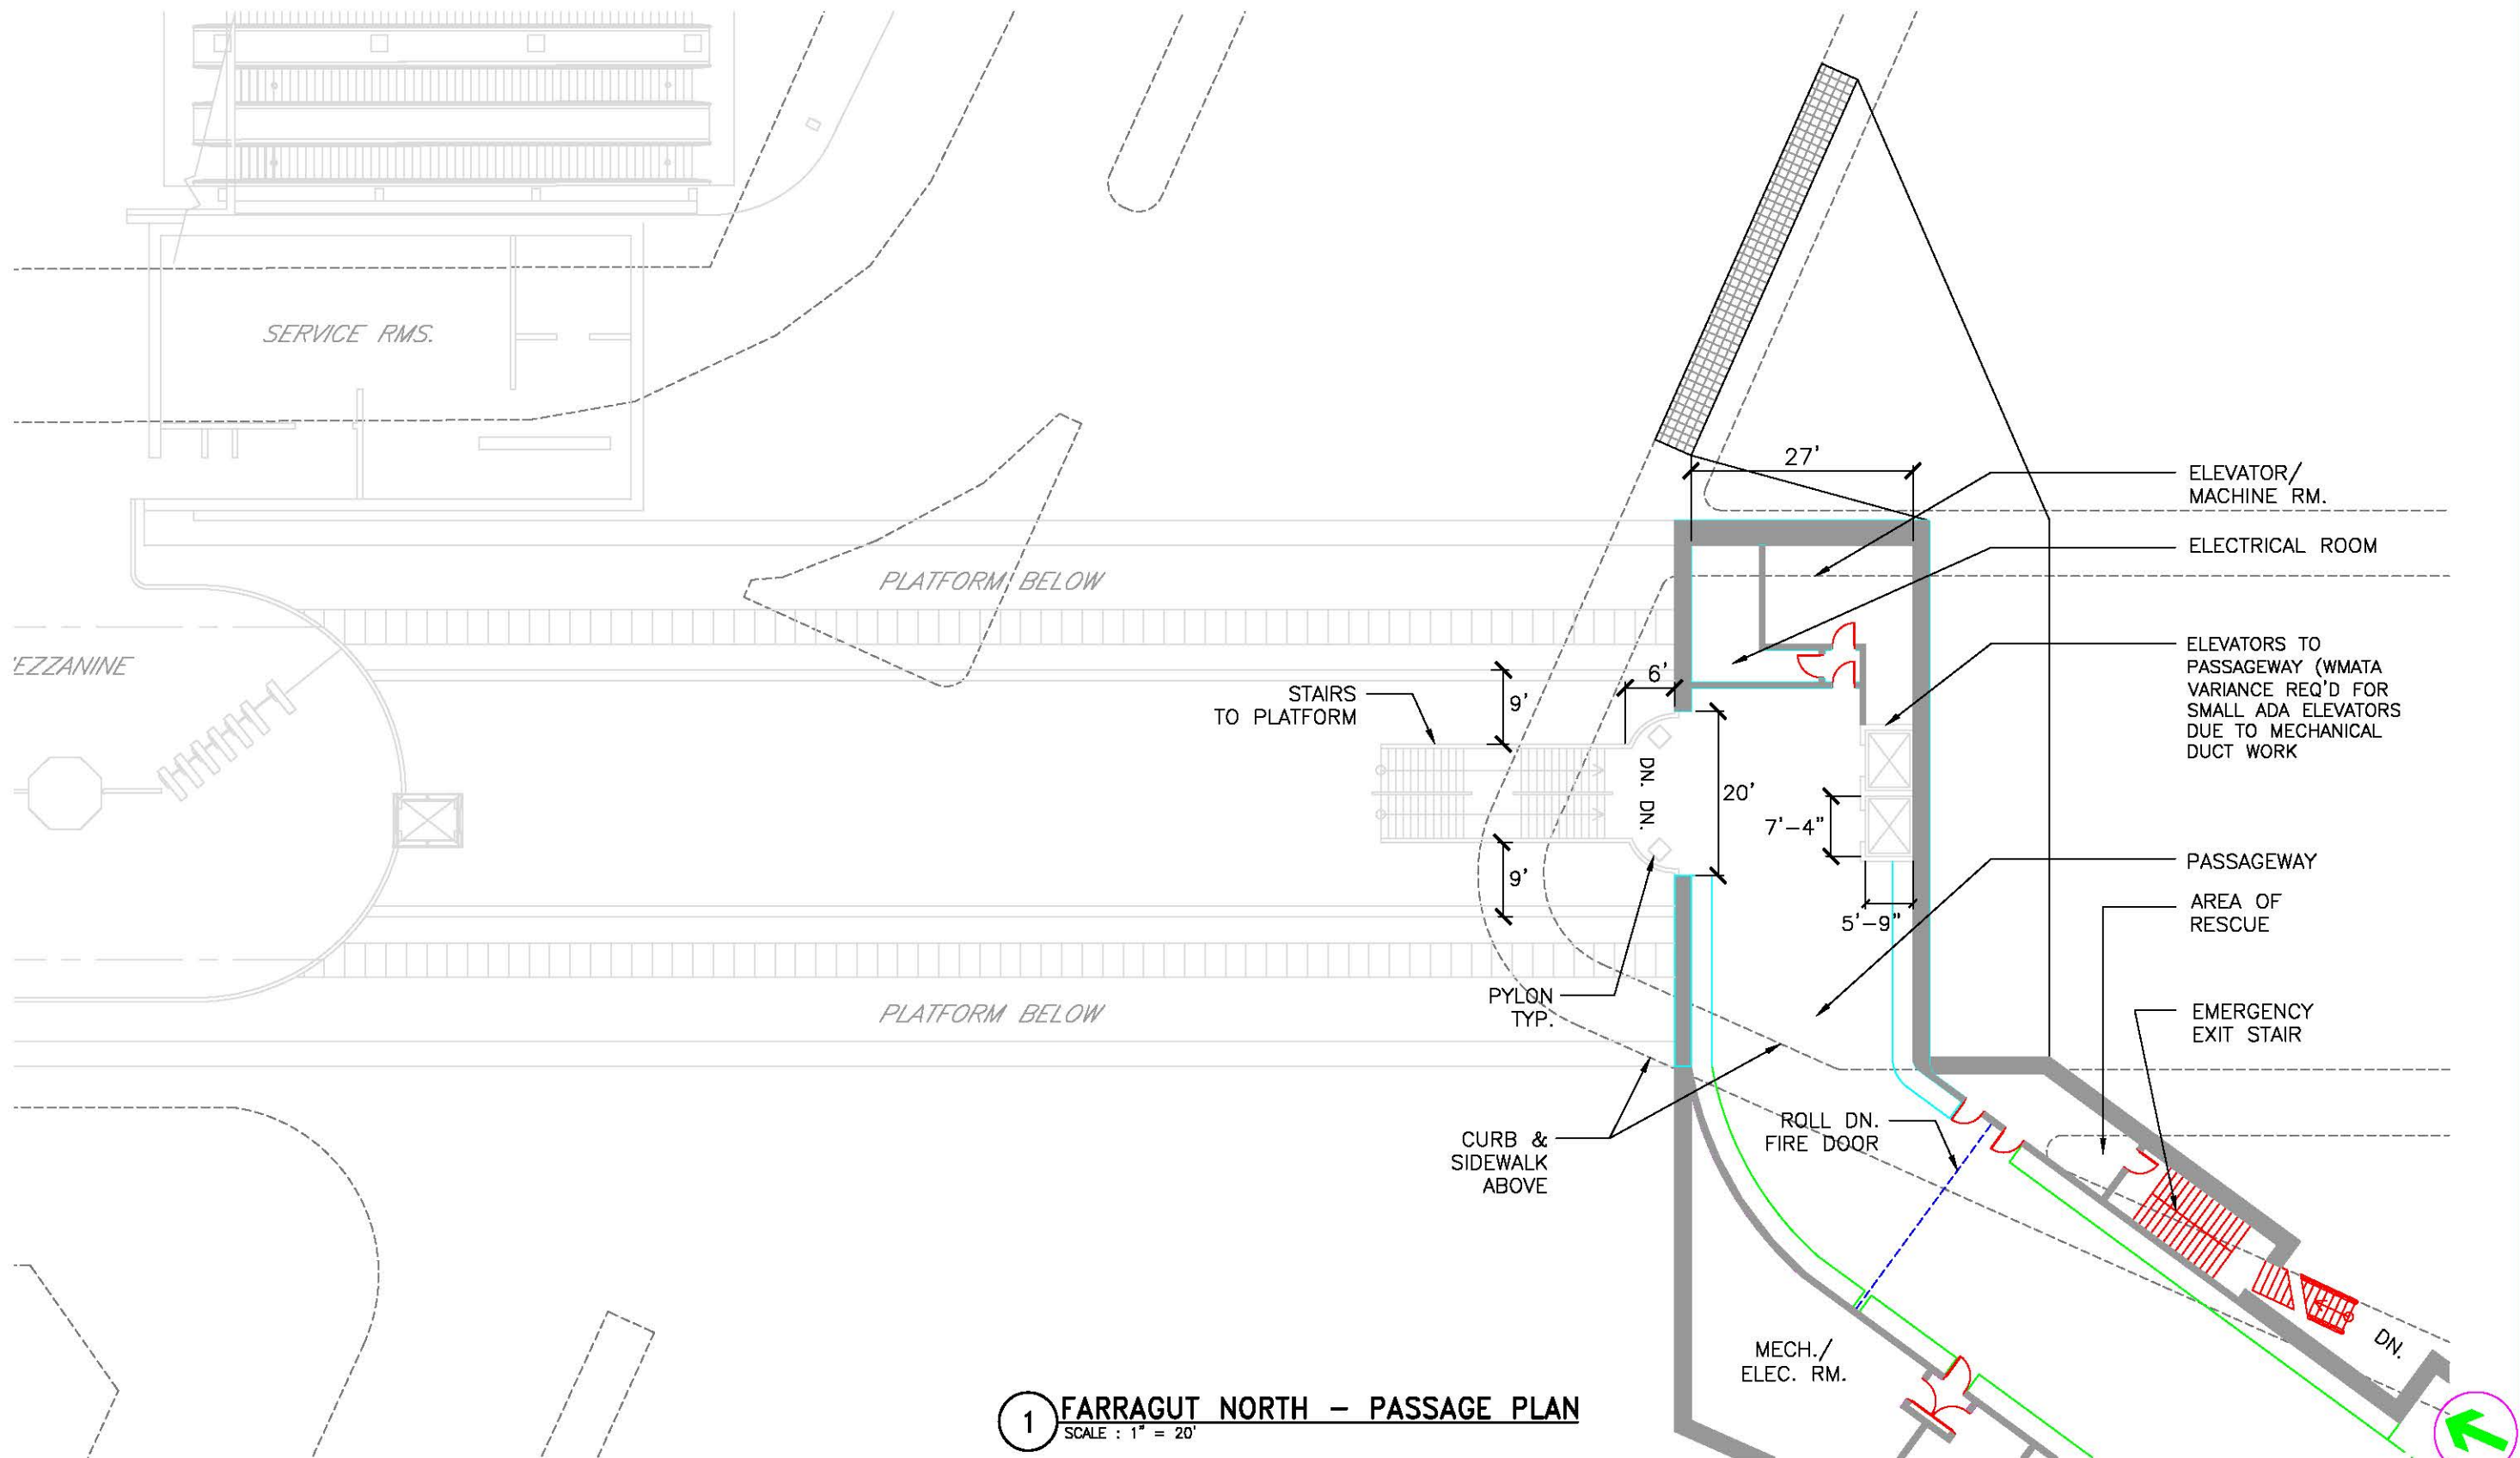 SERVICE RMS.
27'
ELEVATOR/
MACHINE RM.
ELECTRICAL ROOM
PLATFORM BELOW
EZZANINE
ELEVATORS TO
PASSAGEWAY (WMATA
VARIANCE REQ'D FOR
SMALL ADA ELEVATORS
DUE TO MECHANICAL
DUCT WORK
STAIRS
TO PLATFORM
9'
6'
DN. DN.
20'
7'-4"
9'
5'-9"
PASSAGEWAY
AREA OF
RESCUE
PYLON
TYP.
PLATFORM BELOW
EMERGENCY
EXIT STAIR
CURB &
SIDEWALK
ABOVE
ROLL DN.
FIRE DOOR
DN.
MECH./
ELEC. RM.
1 FARRAGUT NORTH - PASSAGE PLAN
SCALE : 1" = 20'